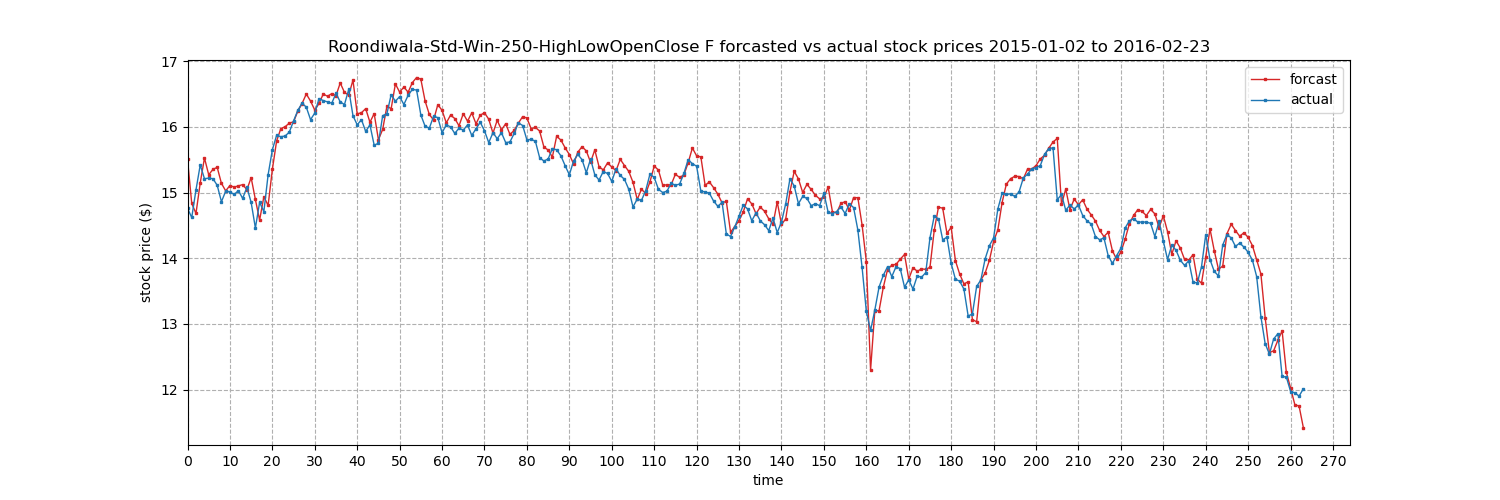 Roondiwala-Std-Win-250-HighLowOpenClose F forcasted vs actual stock prices 2015-01-02 to 2016-02-23
forcast
actual
17
16
15
14
13
12
stock price ($)
0 10 20 30 40 50 60 70 80 90 100 110 120 130 140 150 160 170 180 190 200 210 220 230 240 250 260 270
time